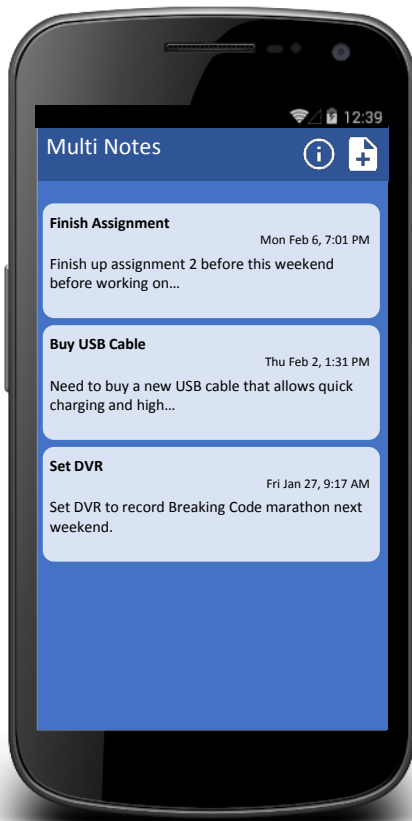 12:39
Multi Notes
Finish Assignment
Mon Feb 6, 7:01 PM
Finish up assignment 2 before this weekend
before working on…
Buy USB Cable
Thu Feb 2, 1:31 PM
Need to buy a new USB cable that allows quick
charging and high…
Set DVR
Fri Jan 27, 9:17 AM
Set DVR to record Breaking Code marathon next
weekend.